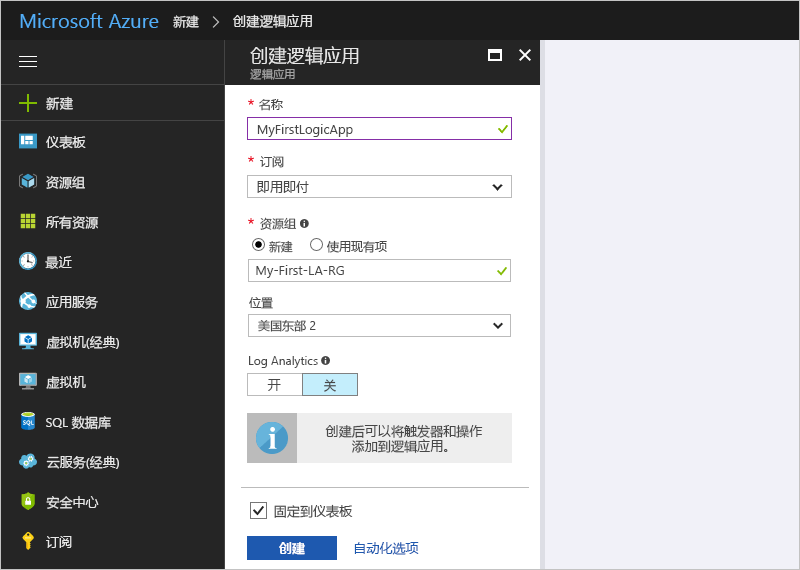 Microsoft Azure 新建 > 创建逻辑应用
新建
仪表板
资源组
所有资源
最近
应用服务
虚拟机(经典)
虚拟机
SQL 数据库
云服务(经典)
安全中心
订阅
创建逻辑应用
逻辑应用
* 名称
MyFirstLogicApp
* 订阅
即用即付
* 资源组
新建 使用现有项
My-First-LA-RG
位置
美国东部 2
Log Analytics
开 关
创建后可以将触发器和操作
添加到逻辑应用。
固定到仪表板
创建 自动化选项